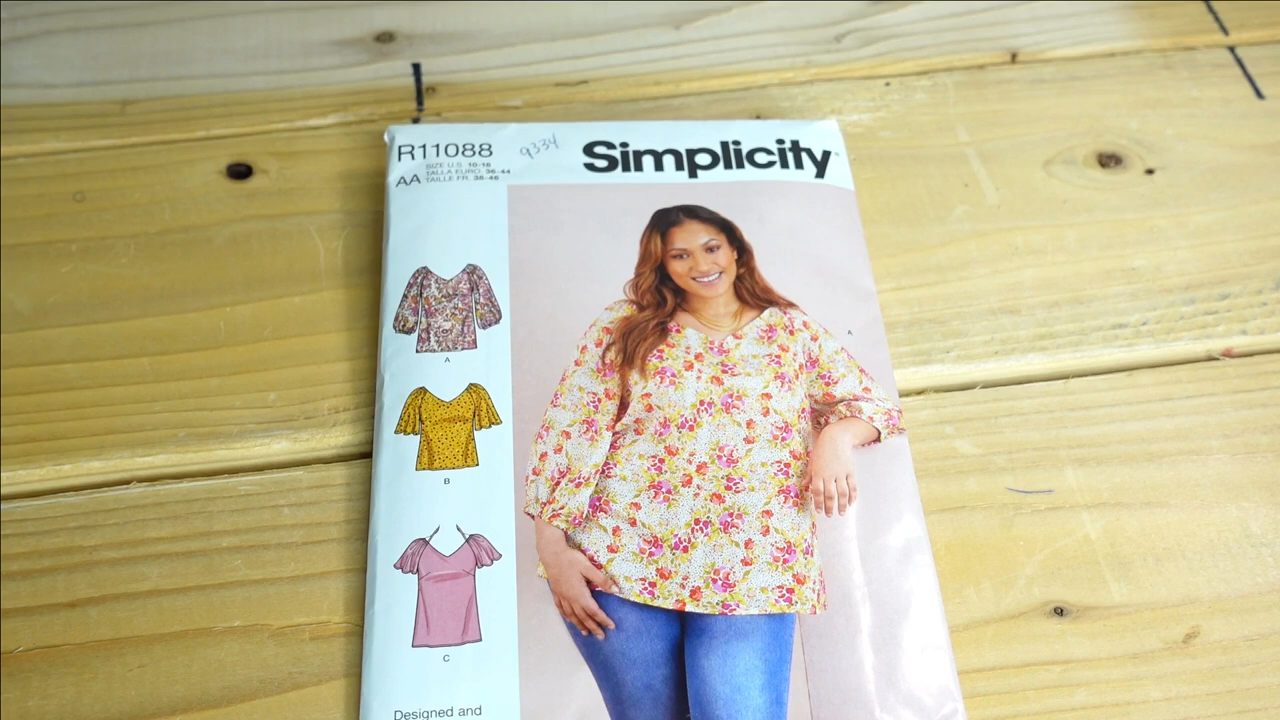 R11088
9334
Simplicity
AA
SIZE U.S. 10-18
TALLA EURO. 36-44
TAILLE FR. 38-46
A
A
B
C
Designed and